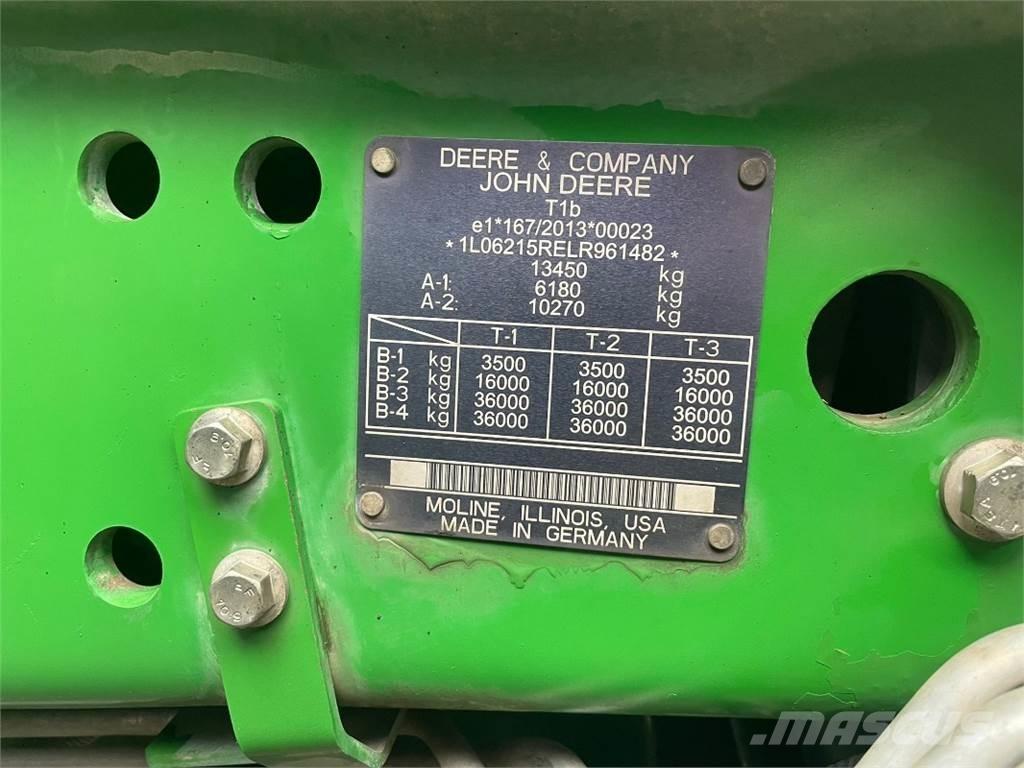 DEERE & COMPANY
JOHN DEERE
T1b
e1*167/2013*00023
*1L06215RELR961482*
13450 kg
A-1: 6180 kg
A-2: 10270 kg
T-1 T-2 T-3
B-1 kg 3500 3500 3500
B-2 kg 16000 16000 16000
B-3 kg 36000 36000 36000
B-4 kg 36000 36000 36000
MOLINE, ILLINOIS, USA
MADE IN GERMANY
MASCUS